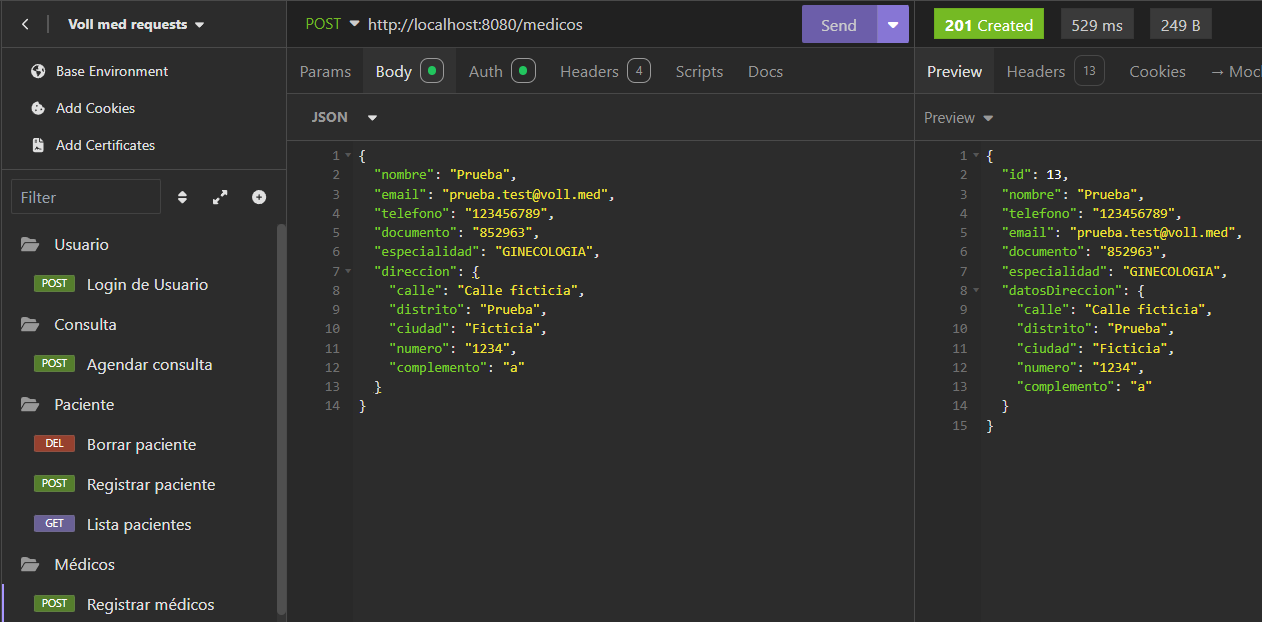 Voll med requests
Base Environment
Add Cookies
Add Certificates
Filter
Usuario
POST Login de Usuario
Consulta
POST Agendar consulta
Paciente
DEL Borrar paciente
POST Registrar paciente
GET Lista pacientes
Médicos
POST Registrar médicos
POST http://localhost:8080/medicos Send
Params Body Auth Headers 4 Scripts Docs
JSON
1 {
2 "nombre": "Prueba",
3 "email": "prueba.test@voll.med",
4 "telefono": "123456789",
5 "documento": "852963",
6 "especialidad": "GINECOLOGIA",
7 "direccion": {
8 "calle": "Calle ficticia",
9 "distrito": "Prueba",
10 "ciudad": "Ficticia",
11 "numero": "1234",
12 "complemento": "a"
13 }
14 }
201 Created 529 ms 249 B
Preview Headers 13 Cookies → Moc
Preview
1 {
2 "id": 13,
3 "nombre": "Prueba",
4 "telefono": "123456789",
5 "email": "prueba.test@voll.med",
6 "documento": "852963",
7 "especialidad": "GINECOLOGIA",
8 "datosDireccion": {
9 "calle": "Calle ficticia",
10 "distrito": "Prueba",
11 "ciudad": "Ficticia",
12 "numero": "1234",
13 "complemento": "a"
14 }
15 }